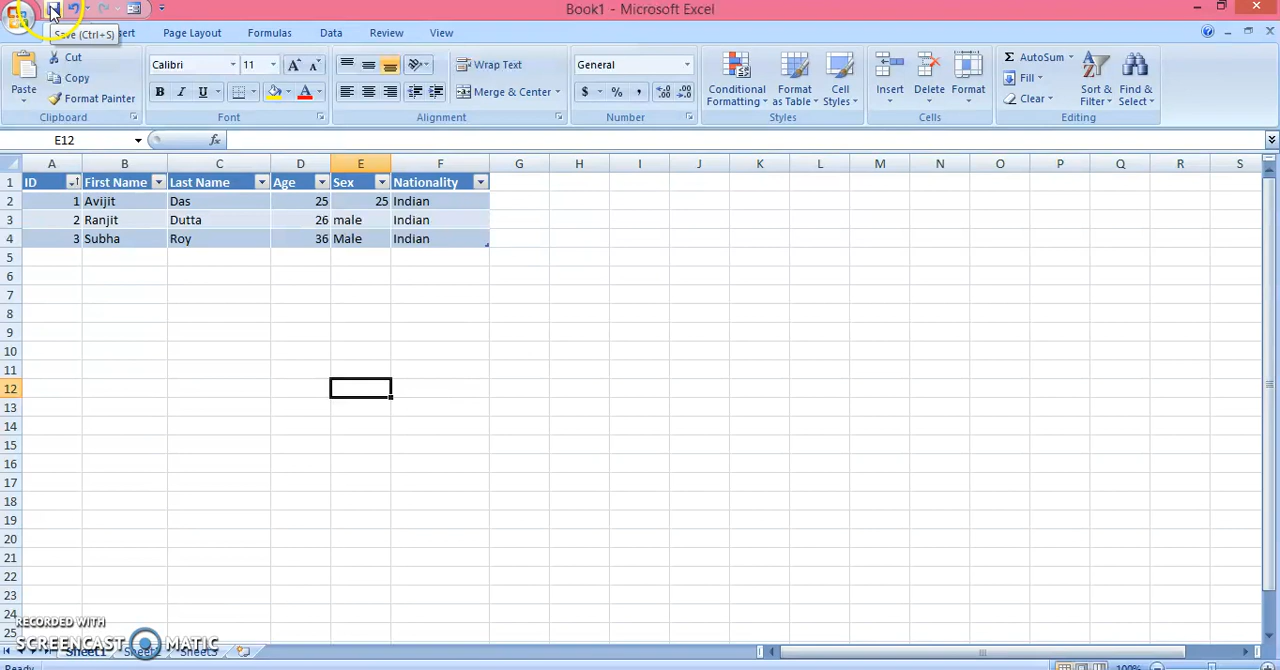 Book1 - Microsoft Excel
Save (Ctrl+S)
Page Layout Formulas Data Review View
Paste
Cut
Copy
Format Painter
Clipboard
Calibri 11
B I U
Font
Wrap Text
Merge & Center
Alignment
General
$ % ,
Number
Conditional Formatting
Format as Table
Cell Styles
Styles
Insert Delete Format
Cells
AutoSum
Fill
Clear
Sort & Filter
Find & Select
Editing
E12 fx
A B C D E F G H I J K L M N O P Q R S
1 ID First Name Last Name Age Sex Nationality
2 1 Avijit Das 25 25 Indian
3 2 Ranjit Dutta 26 male Indian
4 3 Subha Roy 36 Male Indian
5
6
7
8
9
10
11
12
13
14
15
16
17
18
19
20
21
22
23
24
25
RECORDED WITH
SCREENCAST MATIC
Sheet1 Sheet2 Sheet3
Ready 100%